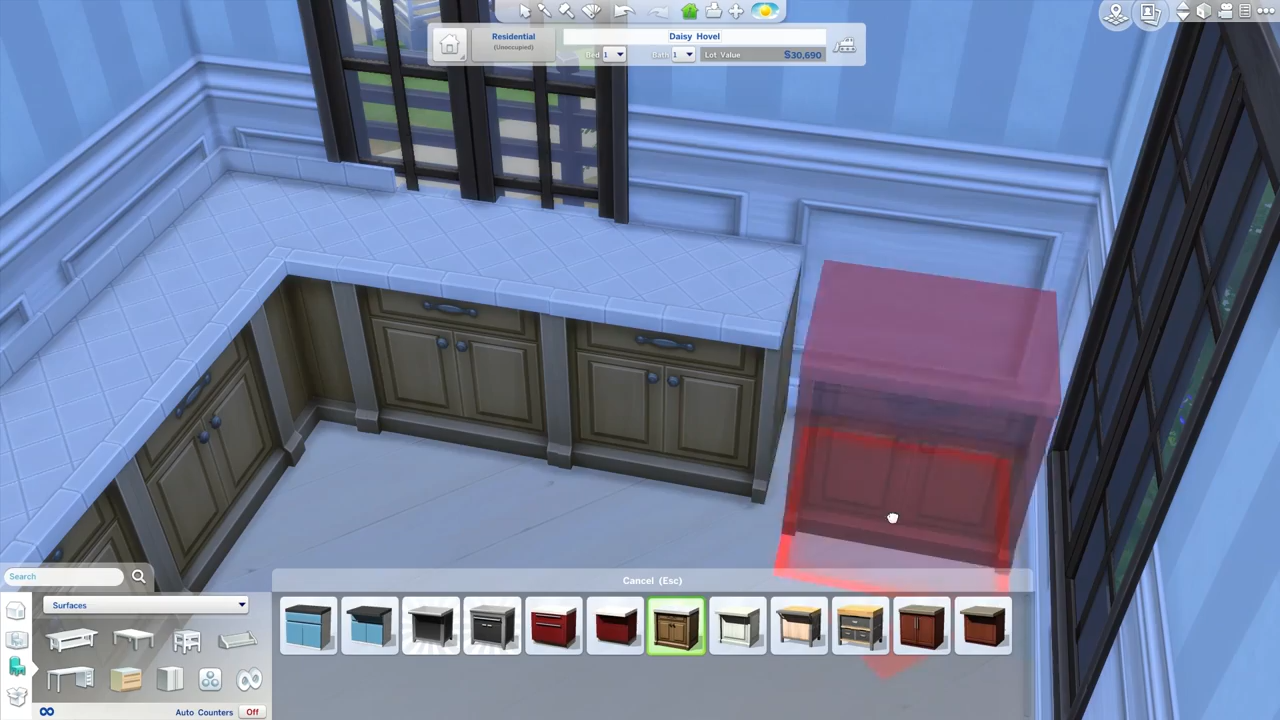 Residential
(Unoccupied)
Daisy Hovel
Bed 1
Bath 1
Lot Value
§30,690
Cancel (Esc)
Search
Surfaces
Auto Counters Off